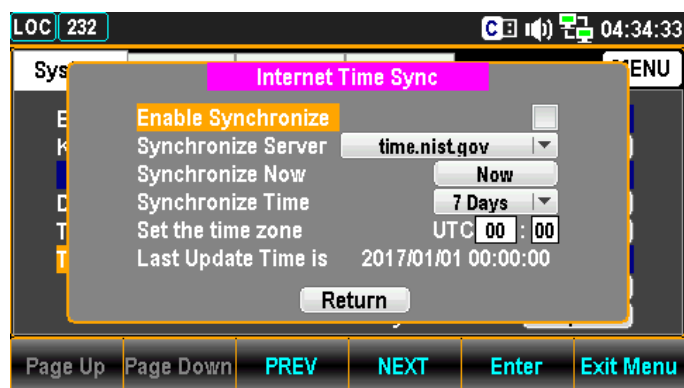 LOC 232 C 04:34:33
Sys ENU
Internet Time Sync
Enable Synchronize
Synchronize Server time.nist.gov
Synchronize Now Now
Synchronize Time 7 Days
Set the time zone UTC 00 : 00
Last Update Time is 2017/01/01 00:00:00
Return
Page Up Page Down PREV NEXT Enter Exit Menu